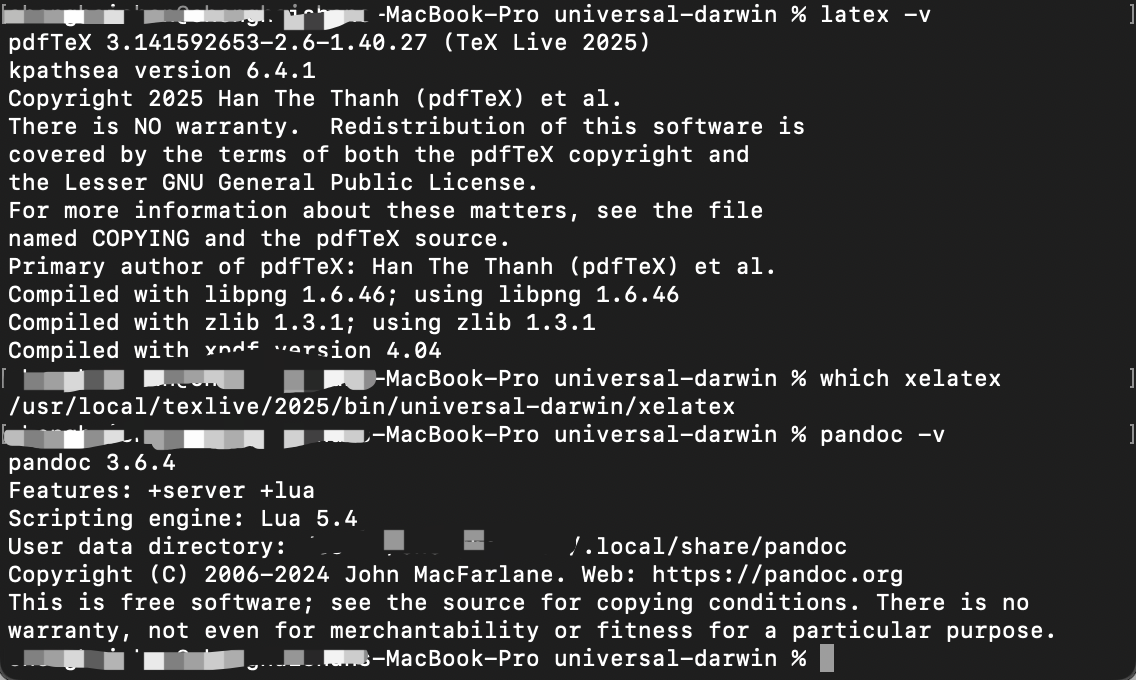 -MacBook-Pro universal-darwin % latex -v
pdfTeX 3.141592653-2.6-1.40.27 (TeX Live 2025)
kpathsea version 6.4.1
Copyright 2025 Han The Thanh (pdfTeX) et al.
There is NO warranty.  Redistribution of this software is
covered by the terms of both the pdfTeX copyright and
the Lesser GNU General Public License.
For more information about these matters, see the file
named COPYING and the pdfTeX source.
Primary author of pdfTeX: Han The Thanh (pdfTeX) et al.
Compiled with libpng 1.6.46; using libpng 1.6.46
Compiled with zlib 1.3.1; using zlib 1.3.1
Compiled with xpdf version 4.04
-MacBook-Pro universal-darwin % which xelatex
/usr/local/texlive/2025/bin/universal-darwin/xelatex
-MacBook-Pro universal-darwin % pandoc -v
pandoc 3.6.4
Features: +server +lua
Scripting engine: Lua 5.4
User data directory: /.local/share/pandoc
Copyright (C) 2006-2024 John MacFarlane. Web: https://pandoc.org
This is free software; see the source for copying conditions. There is no
warranty, not even for merchantability or fitness for a particular purpose.
-MacBook-Pro universal-darwin %